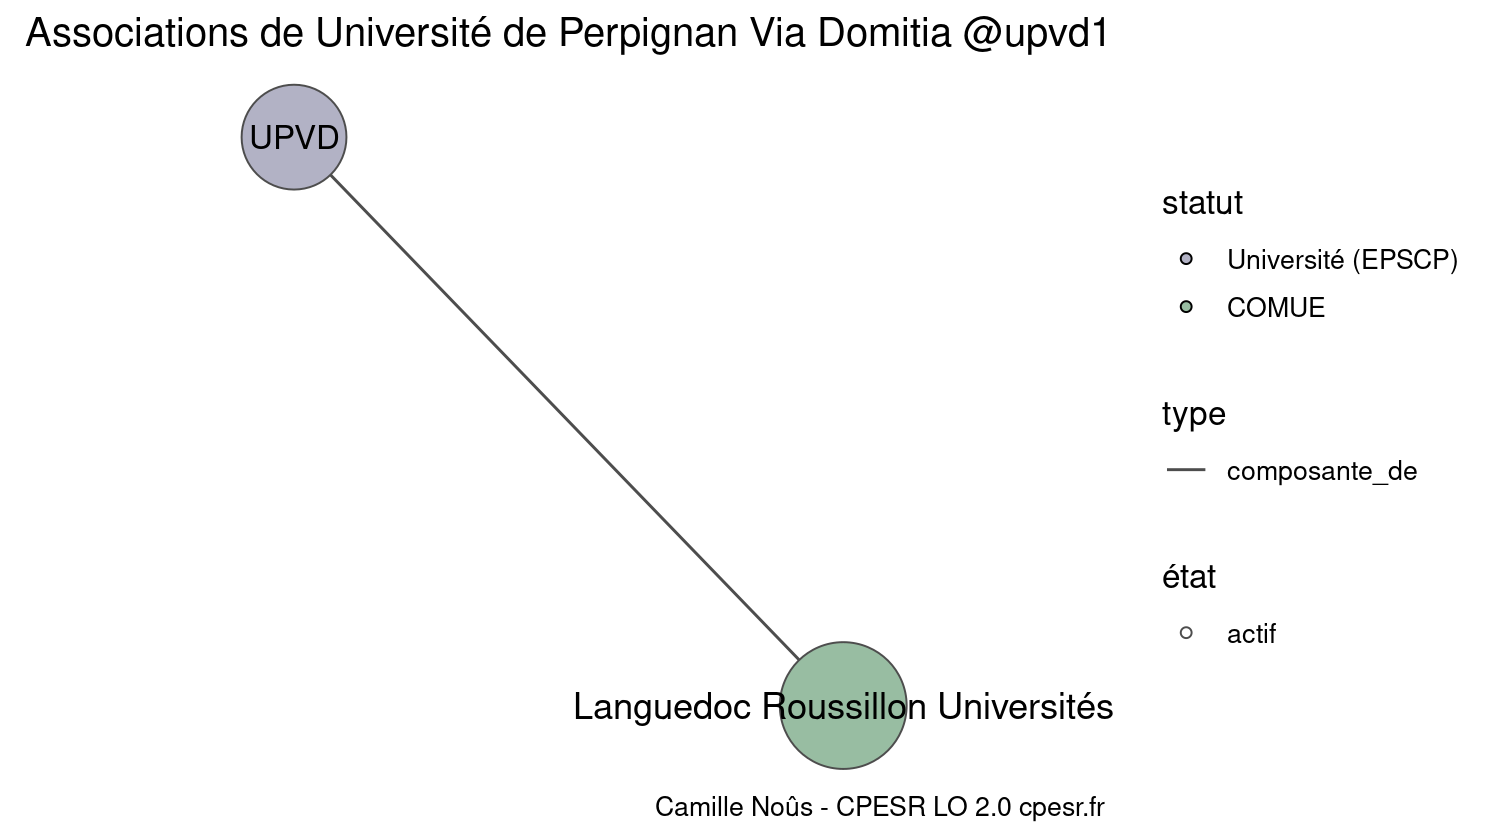 Associations de Université de Perpignan Via Domitia @upvd1
UPVD
statut
Université (EPSCP)
COMUE
type
composante_de
état
actif
Languedoc Roussillon Universités
Camille Noûs - CPESR LO 2.0 cpesr.fr